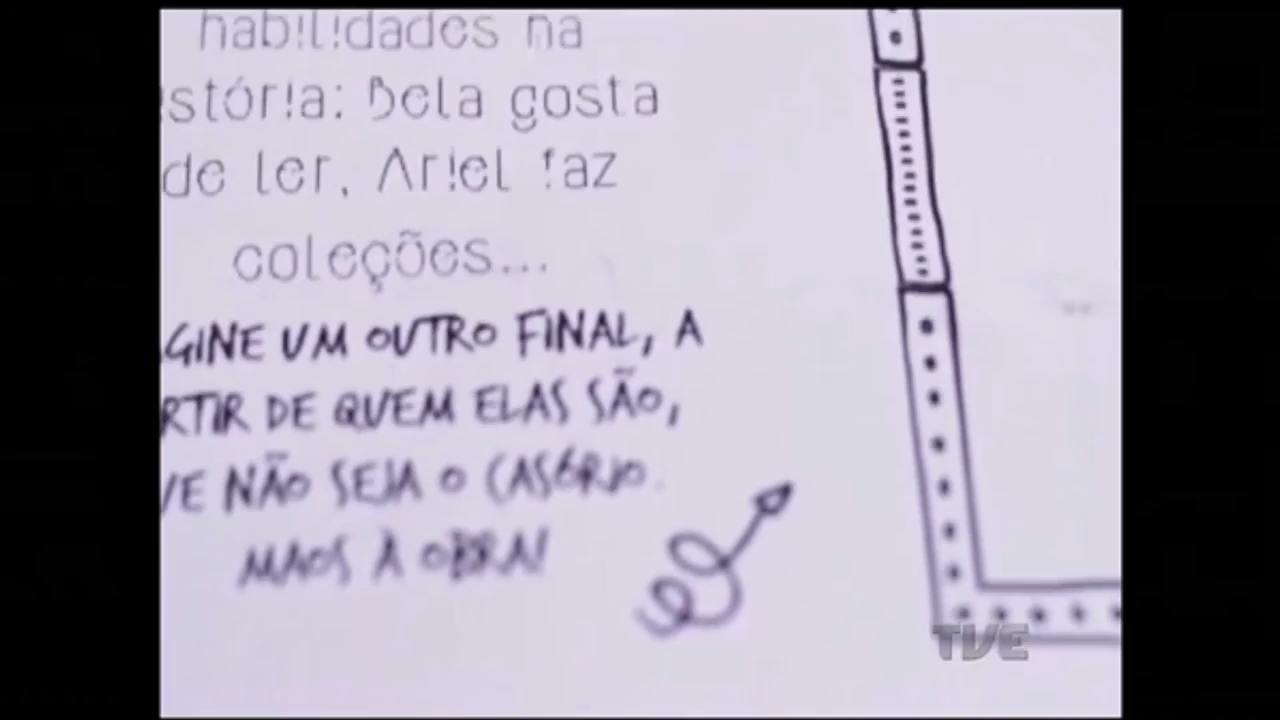 habilidades na
stória: Bela gosta
de ler, Ariel faz
coleções...
GINE UM OUTRO FINAL, A
RTIR DE QUEM ELAS SÃO,
UE NÃO SEJA O CASÓRIO.
MÃOS À OBRA!
TVE